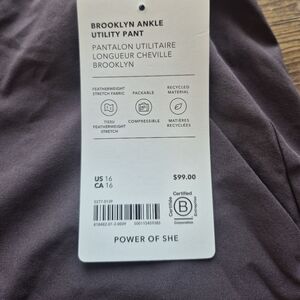 BROOKLYN ANKLE
UTILITY PANT
PANTALON UTILITAIRE
LONGUEUR CHEVILLE
BROOKLYN
FEATHERWEIGHT
STRETCH FABRIC
PACKABLE
RECYCLED
MATERIAL
TISSU
FEATHERWEIGHT
STRETCH
COMPRESSIBLE
MATIÈRES
RECYCLÉES
US 16
CA 16
$99.00
Certified
B
Corporation
POWER OF SHE